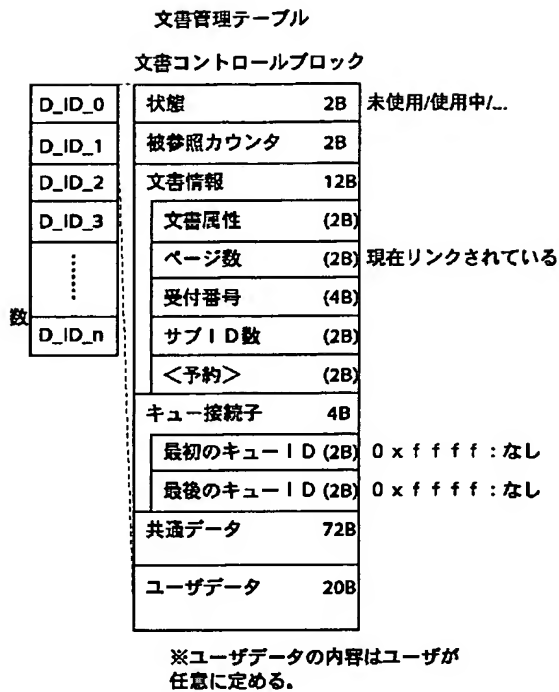 文書管理テーブル
文書コントロールブロック
D_ID_0
D_ID_1
D_ID_2
D_ID_3
数
D_ID_n
状態 2B 未使用/使用中/...
被参照カウンタ 2B
文書情報 12B
文書属性 (2B)
ページ数 (2B) 現在リンクされている
受付番号 (4B)
サブID数 (2B)
<予約> (2B)
キュー接続子 4B
最初のキューID (2B) 0xffff:なし
最後のキューID (2B) 0xffff:なし
共通データ 72B
ユーザデータ 20B
※ユーザデータの内容はユーザが
任意に定める。